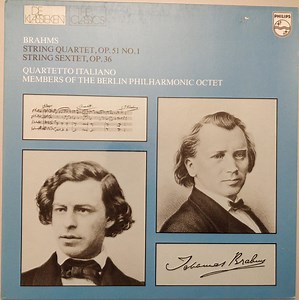 DE
KLASSIEKEN
CLASSICS
PHILIPS
BRAHMS
STRING QUARTET, OP. 51 NO. 1
STRING SEXTET, OP. 36
QUARTETTO ITALIANO
MEMBERS OF THE BERLIN PHILHARMONIC OCTET
Johannes Brahms